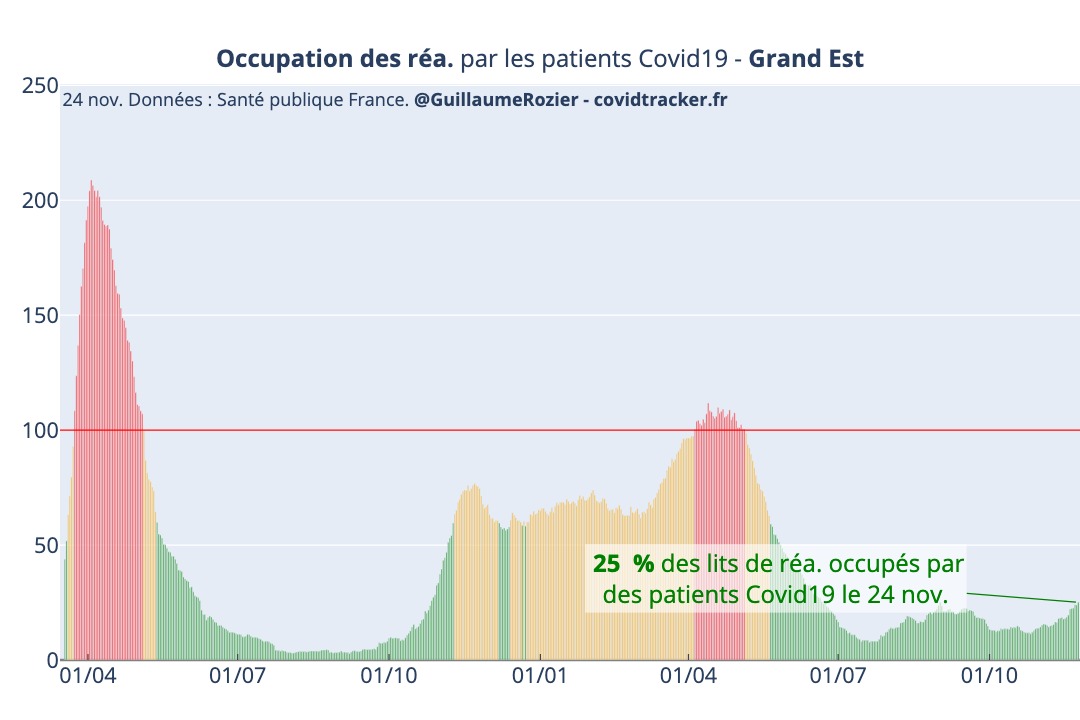 Occupation des réa. par les patients Covid19 - Grand Est
250
24 nov. Données : Santé publique France. @GuillaumeRozier - covidtracker.fr
200
150
100
50
25 % des lits de réa. occupés par
des patients Covid19 le 24 nov.
0
01/04 01/07 01/10 01/01 01/04 01/07 01/10